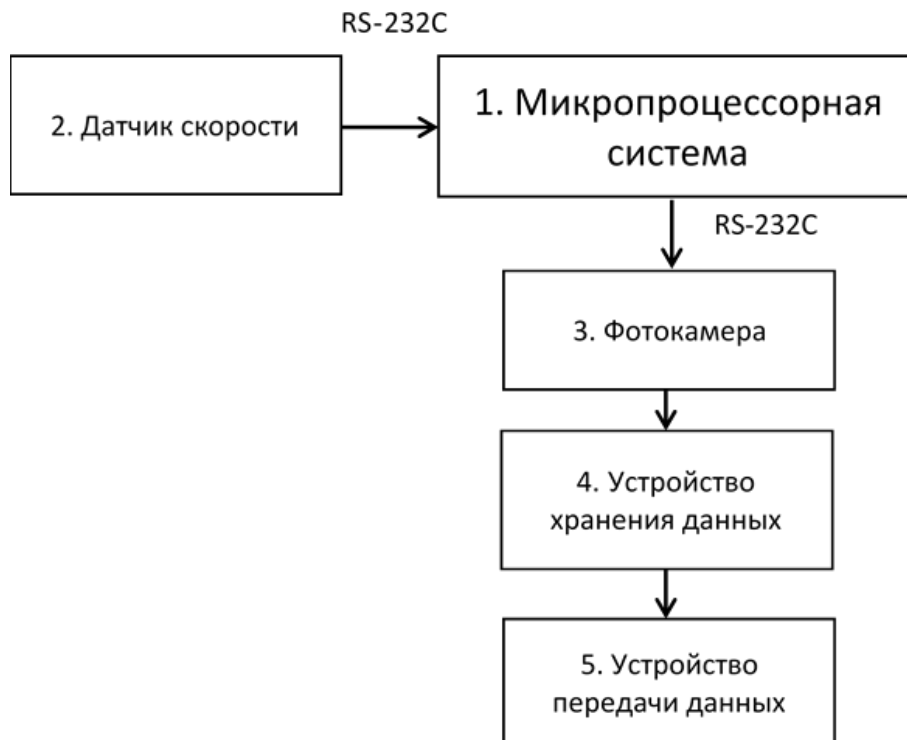 RS-232C
2. Датчик скорости
1. Микропроцессорная
система
RS-232C
3. Фотокамера
4. Устройство
хранения данных
5. Устройство
передачи данных